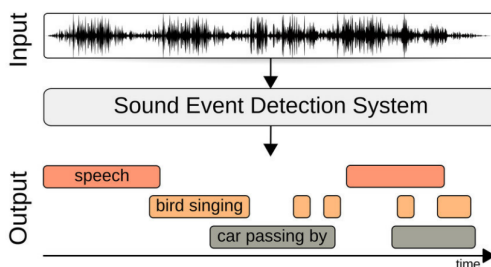 Input
Sound Event Detection System
Output
speech
bird singing
car passing by
time